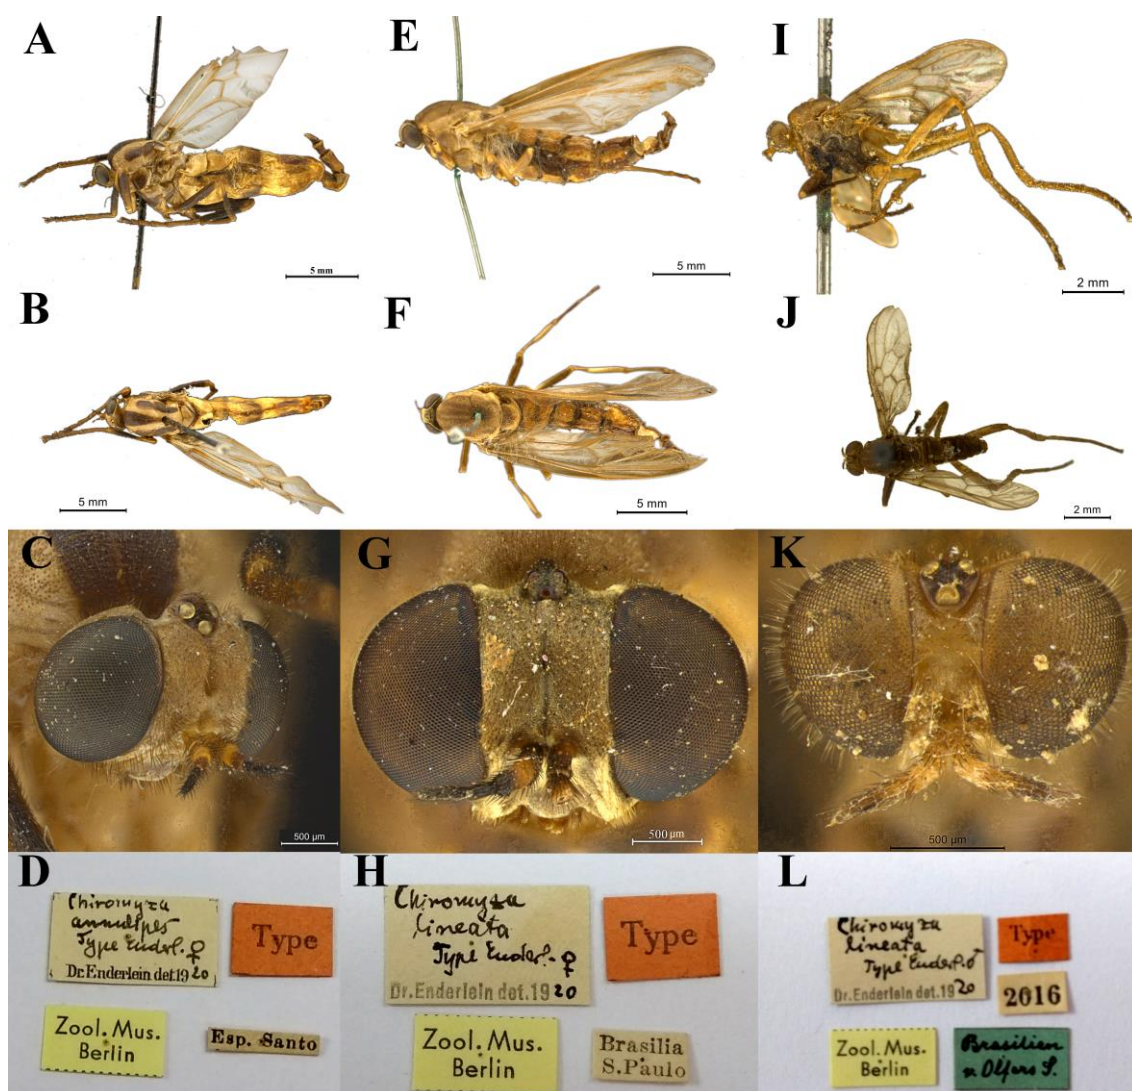 A
E
I
5 mm
5 mm
2 mm
B
F
J
5 mm
5 mm
2 mm
C
G
K
500 µm
500 µm
500 µm
D
Chiromyza
annulipes
Type Enderl. ♀
Dr. Enderlein det. 1920
Type
Zool. Mus.
Berlin
Esp. Santo
H
Chiromyza
lineata
Type Enderl. ♀
Dr. Enderlein det. 1920
Type
Zool. Mus.
Berlin
Brasilia
S. Paulo
L
Chiromyza
lineata
Type Enderl. ♂
Dr. Enderlein det. 1920
Type
2016
Zool. Mus.
Berlin
Brasilien
v. Olfers S.